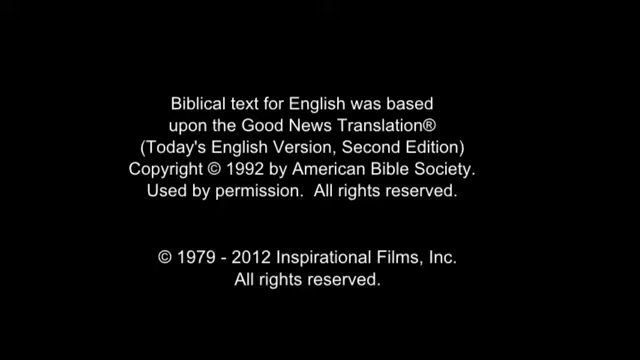 Biblical text for English was based
upon the Good News Translation®
(Today's English Version, Second Edition)
Copyright © 1992 by American Bible Society.
Used by permission.  All rights reserved.
© 1979 - 2012 Inspirational Films, Inc.
All rights reserved.